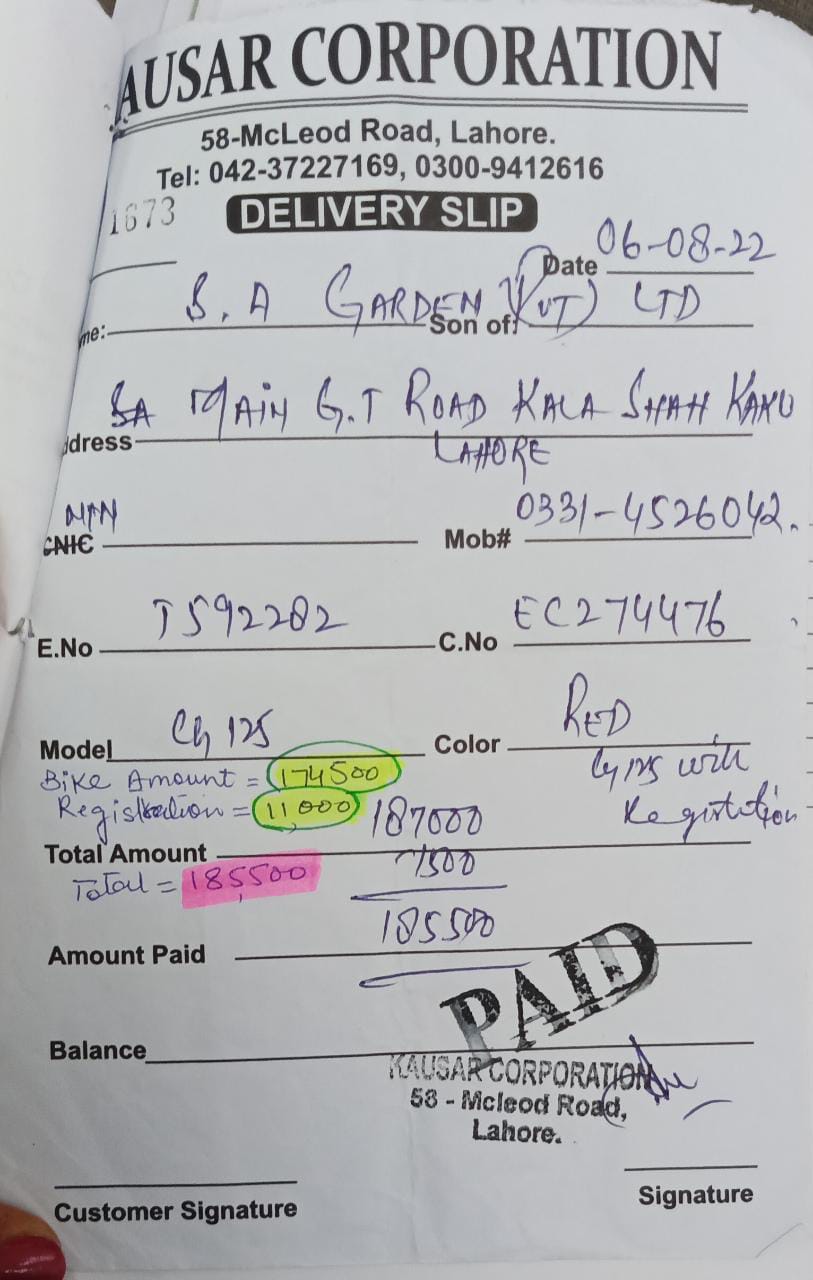 AUSAR CORPORATION
58-McLeod Road, Lahore.
Tel: 042-37227169, 0300-9412616
1673 DELIVERY SLIP
Date 06-08-22
me: S.A GARDEN (PVT) LTD
Son of:
ddress SA MAIN G.T ROAD KALA SHAH KAKU
LAHORE
NTN
CNIC Mob# 0331-4526042.
E.No T592282 C.No EC274476
Model CG 125 Color RED
Bike Amount = 174500 CG 125 with
Registration = 11,000 187000 Registration
Total Amount 1500
Total = 185,500
Amount Paid 185500
PAID
Balance
KAUSAR CORPORATION
58 - Mcleod Road,
Lahore.
Customer Signature Signature